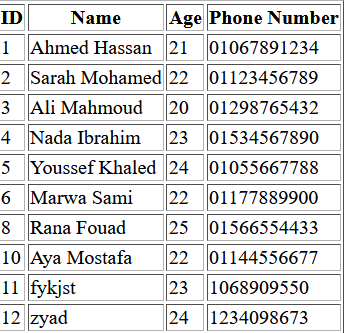 ID Name Age Phone Number
1 Ahmed Hassan 21 01067891234
2 Sarah Mohamed 22 01123456789
3 Ali Mahmoud 20 01298765432
4 Nada Ibrahim 23 01534567890
5 Youssef Khaled 24 01055667788
6 Marwa Sami 22 01177889900
8 Rana Fouad 25 01566554433
10 Aya Mostafa 22 01144556677
11 fykjst 23 1068909550
12 zyad 24 1234098673